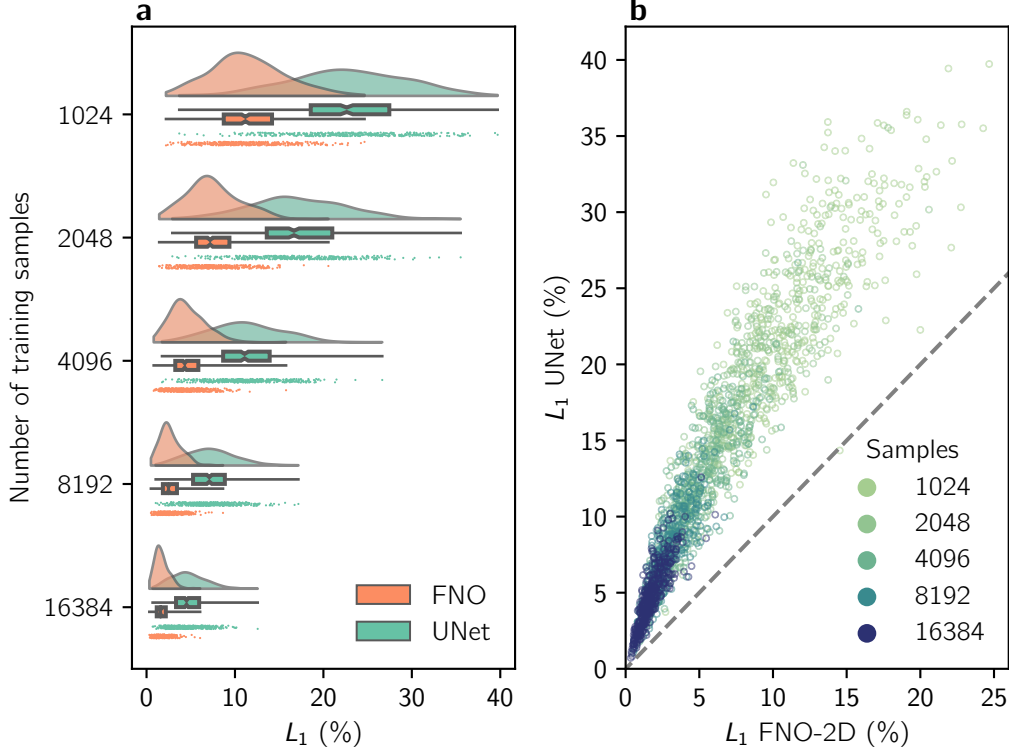 a
Number of training samples
1024
2048
4096
8192
16384
FNO
UNet
0 10 20 30 40
L₁ (%)
b
L₁ UNet (%)
40
35
30
25
20
15
10
5
0
Samples
1024
2048
4096
8192
16384
0 5 10 15 20 25
L₁ FNO-2D (%)